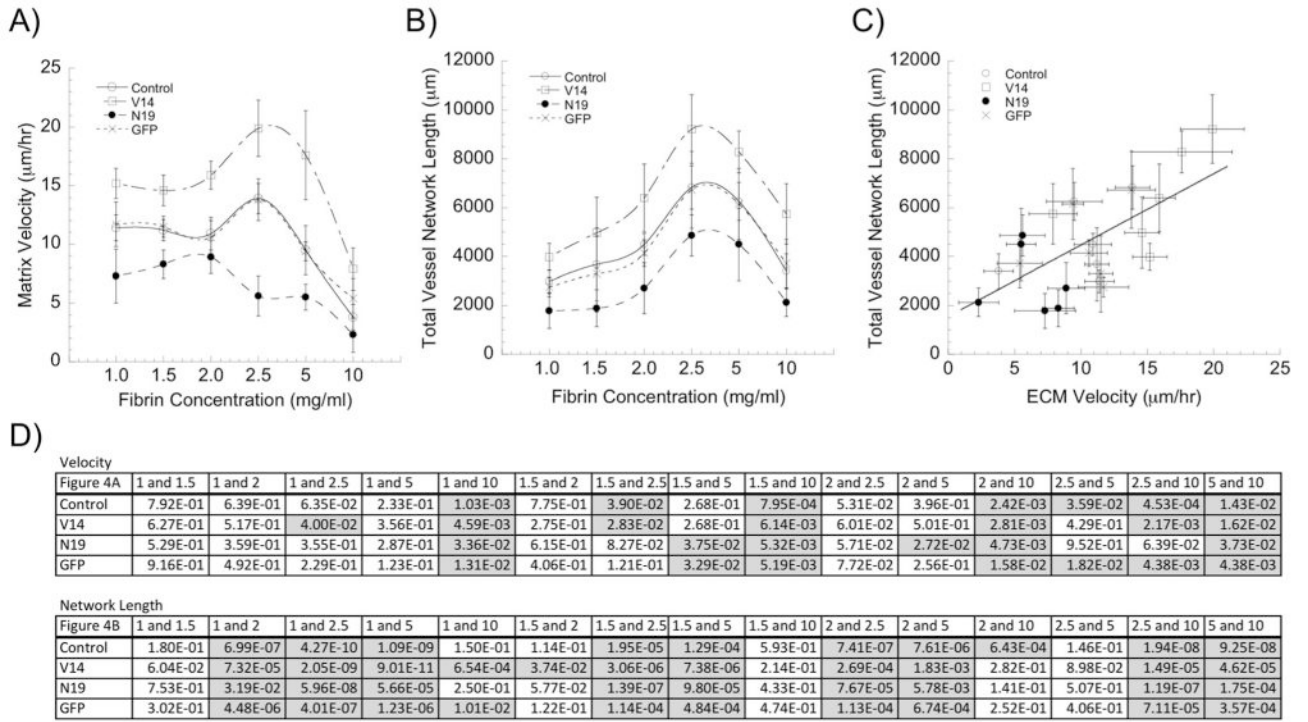 A)
25
20
15
10
5
0
Matrix Velocity (μm/hr)
Control
V14
N19
GFP
1.0 1.5 2.0 2.5 5 10
Fibrin Concentration (mg/ml)
B)
12000
10000
8000
6000
4000
2000
0
Total Vessel Network Length (μm)
Control
V14
N19
GFP
1.0 1.5 2.0 2.5 5 10
Fibrin Concentration (mg/ml)
C)
12000
10000
8000
6000
4000
2000
0
Total Vessel Network Length (μm)
Control
V14
N19
GFP
0 5 10 15 20 25
ECM Velocity (μm/hr)
D)
Velocity
Figure 4A 1 and 1.5 1 and 2 1 and 2.5 1 and 5 1 and 10 1.5 and 2 1.5 and 2.5 1.5 and 5 1.5 and 10 2 and 2.5 2 and 5 2 and 10 2.5 and 5 2.5 and 10 5 and 10
Control 7.92E-01 6.39E-01 6.35E-02 2.33E-01 1.03E-03 7.75E-01 3.90E-02 2.68E-01 7.95E-04 5.31E-02 3.96E-01 2.42E-03 3.59E-02 4.53E-04 1.43E-02
V14 6.27E-01 5.17E-01 4.00E-02 3.56E-01 4.59E-03 2.75E-01 2.83E-02 2.68E-01 6.14E-03 6.01E-02 5.01E-01 2.81E-03 4.29E-01 2.17E-03 1.62E-02
N19 5.29E-01 3.59E-01 3.55E-01 2.87E-01 3.36E-02 6.15E-01 8.27E-02 3.75E-02 5.32E-03 5.71E-02 2.72E-02 4.73E-03 9.52E-01 6.39E-02 3.73E-02
GFP 9.16E-01 4.92E-01 2.29E-01 1.23E-01 1.31E-02 4.06E-01 1.21E-01 3.29E-02 5.19E-03 7.72E-02 2.56E-01 1.58E-02 1.82E-02 4.38E-03 4.38E-03
Network Length
Figure 4B 1 and 1.5 1 and 2 1 and 2.5 1 and 5 1 and 10 1.5 and 2 1.5 and 2.5 1.5 and 5 1.5 and 10 2 and 2.5 2 and 5 2 and 10 2.5 and 5 2.5 and 10 5 and 10
Control 1.80E-01 6.99E-07 4.27E-10 1.09E-09 1.50E-01 1.14E-01 1.95E-05 1.29E-04 5.93E-01 7.41E-07 7.61E-06 6.43E-04 1.46E-01 1.94E-08 9.25E-08
V14 6.04E-02 7.32E-05 2.05E-09 9.01E-11 6.54E-04 3.74E-02 3.06E-06 7.38E-06 2.14E-01 2.69E-04 1.83E-03 2.82E-01 8.98E-02 1.49E-05 4.62E-05
N19 7.53E-01 3.19E-02 5.96E-08 5.66E-05 2.50E-01 5.77E-02 1.39E-07 9.80E-05 4.33E-01 7.67E-05 5.78E-03 1.41E-01 5.07E-01 1.19E-07 1.75E-04
GFP 3.02E-01 4.48E-06 4.01E-07 1.23E-06 1.01E-02 1.22E-01 1.14E-04 4.84E-04 4.74E-01 1.13E-04 6.74E-04 2.52E-01 4.06E-01 7.11E-05 3.57E-04